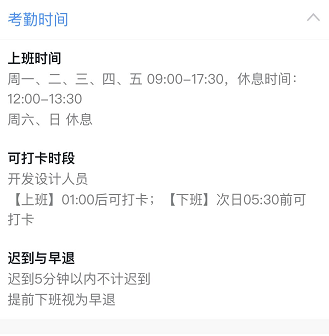 考勤时间
上班时间
周一、二、三、四、五 09:00-17:30，休息时间：
12:00-13:30
周六、日 休息
可打卡时段
开发设计人员
【上班】01:00后可打卡；【下班】次日05:30前可
打卡
迟到与早退
迟到5分钟以内不计迟到
提前下班视为早退